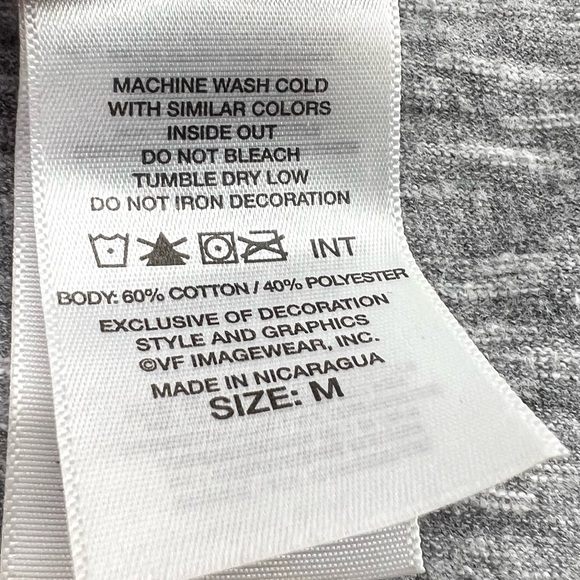 MACHINE WASH COLD
WITH SIMILAR COLORS
INSIDE OUT
DO NOT BLEACH
TUMBLE DRY LOW
DO NOT IRON DECORATION
INT
BODY: 60% COTTON / 40% POLYESTER
EXCLUSIVE OF DECORATION
STYLE AND GRAPHICS
©VF IMAGEWEAR, INC.
MADE IN NICARAGUA
SIZE: M